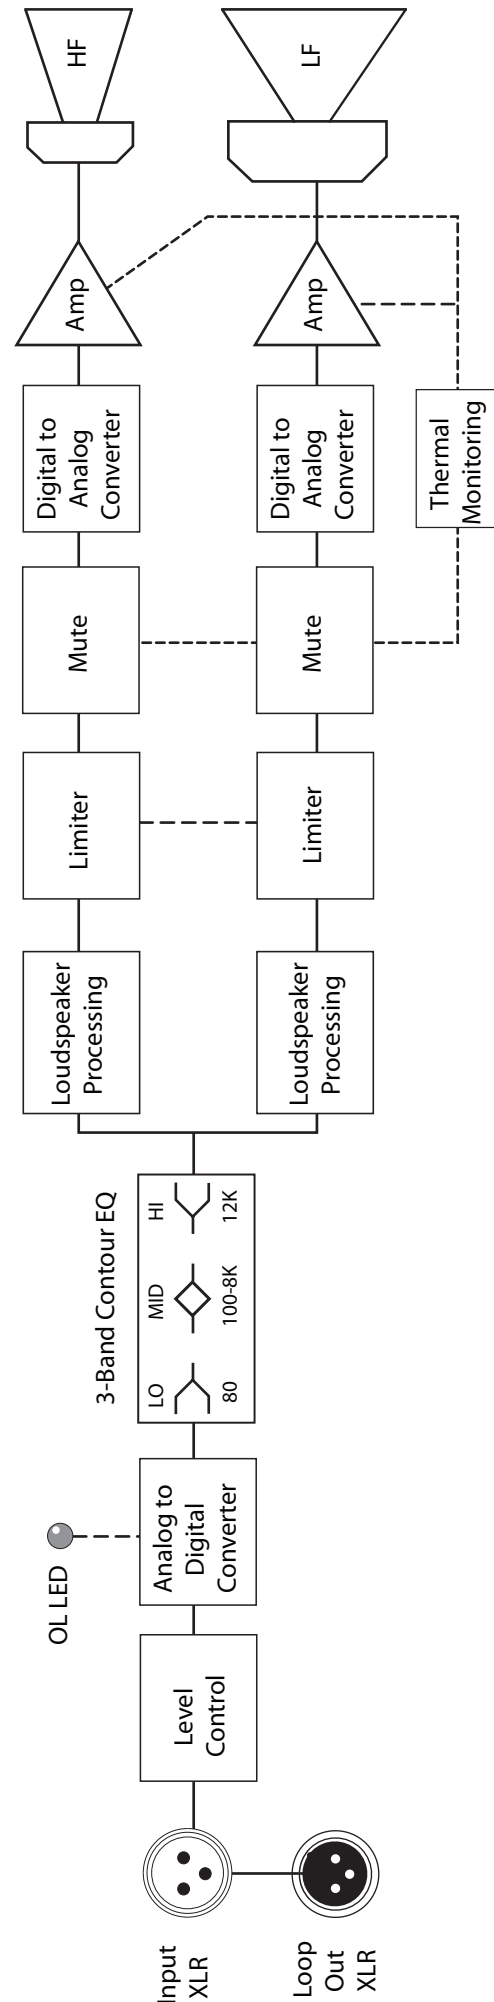 Input
XLR
Loop
Out
XLR
Level
Control
OL LED
Analog to
Digital
Converter
3-Band Contour EQ
LO MID HI
80 100-8K 12K
Loudspeaker
Processing
Limiter
Mute
Digital to
Analog
Converter
Amp
HF
Loudspeaker
Processing
Limiter
Mute
Digital to
Analog
Converter
Amp
LF
Thermal
Monitoring